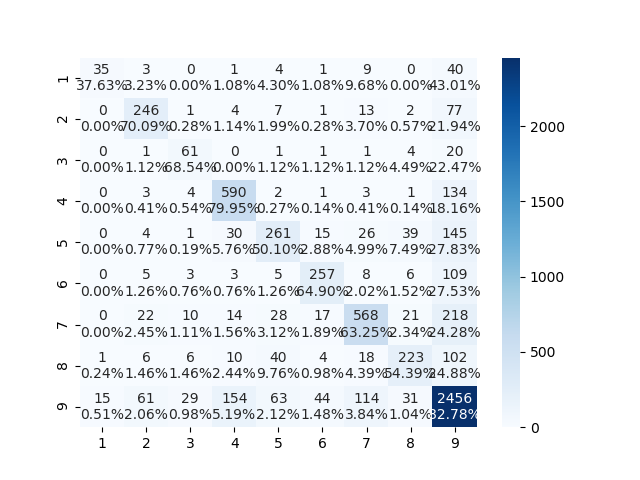 35 3 0 1 4 1 9 0 40
1 37.63% 3.23% 0.00% 1.08% 4.30% 1.08% 9.68% 0.00% 43.01%
0 246 1 4 7 1 13 2 77
2 0.00% 70.09% 0.28% 1.14% 1.99% 0.28% 3.70% 0.57% 21.94%
0 1 61 0 1 1 1 4 20
3 0.00% 1.12% 68.54% 0.00% 1.12% 1.12% 1.12% 4.49% 22.47%
0 3 4 590 2 1 3 1 134
4 0.00% 0.41% 0.54% 79.95% 0.27% 0.14% 0.41% 0.14% 18.16%
0 4 1 30 261 15 26 39 145
5 0.00% 0.77% 0.19% 5.76% 50.10% 2.88% 4.99% 7.49% 27.83%
0 5 3 3 5 257 8 6 109
6 0.00% 1.26% 0.76% 0.76% 1.26% 64.90% 2.02% 1.52% 27.53%
0 22 10 14 28 17 568 21 218
7 0.00% 2.45% 1.11% 1.56% 3.12% 1.89% 63.25% 2.34% 24.28%
1 6 6 10 40 4 18 223 102
8 0.24% 1.46% 1.46% 2.44% 9.76% 0.98% 4.39% 54.39% 24.88%
15 61 29 154 63 44 114 31 2456
9 0.51% 2.06% 0.98% 5.19% 2.12% 1.48% 3.84% 1.04% 82.78%
1 2 3 4 5 6 7 8 9
2000
1500
1000
500
0